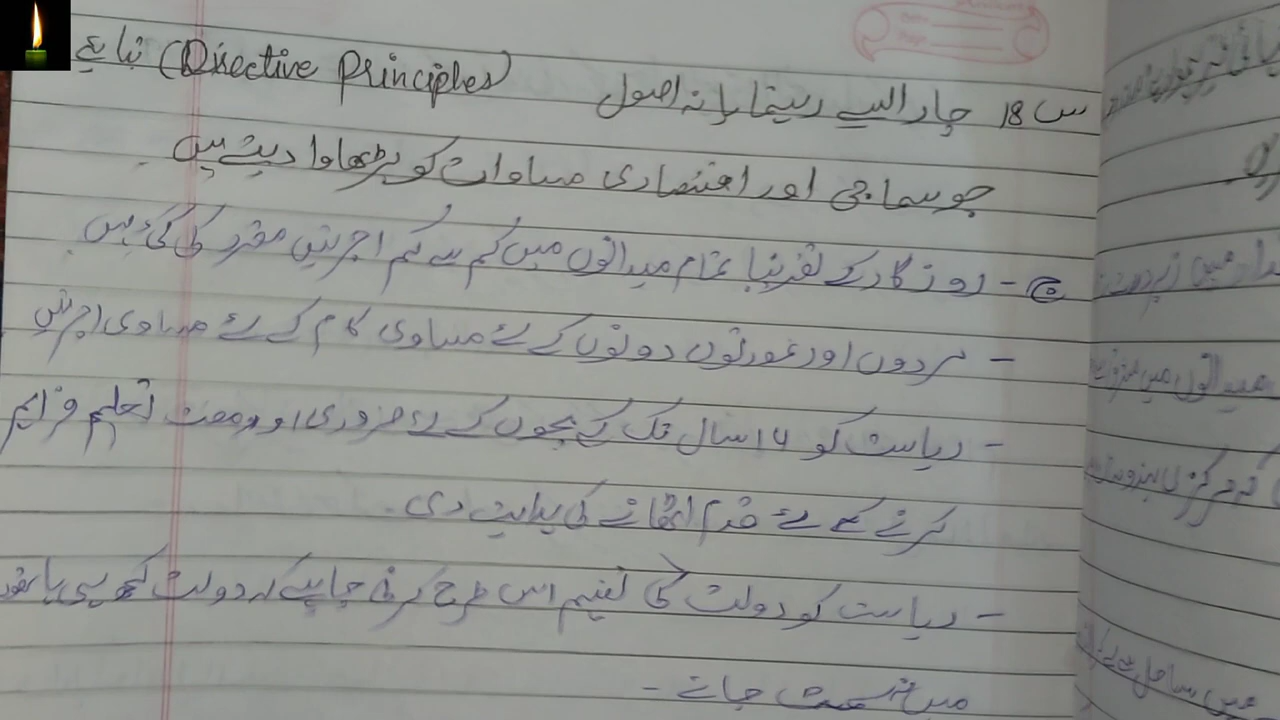 س 18 چار ایسے رہنمایانہ اصول (Directive Principles) بتایئے
جو سماجی اور اقتصادی مساوات کو بڑھاوا دیتے ہیں۔
ج - روزگار کے تقریبا تمام میدانوں میں کم سے کم اجرتیں مقرر کی گئی ہیں۔
- مردوں اور عورتوں دونوں کے لئے مساوی کام کے لئے مساوی اجرتیں
- ریاست کو 14 سال تک کے بچوں کے لئے ضروری اور مفت تعلیم فراہم
کرنے کے لئے قدم اٹھانے کی ہدایت دی۔
- ریاست کو دولت کی تقسیم اس طرح کرنی چاہیے کہ دولت کچھ ہی ہاتھوں
میں سمٹ جائے -